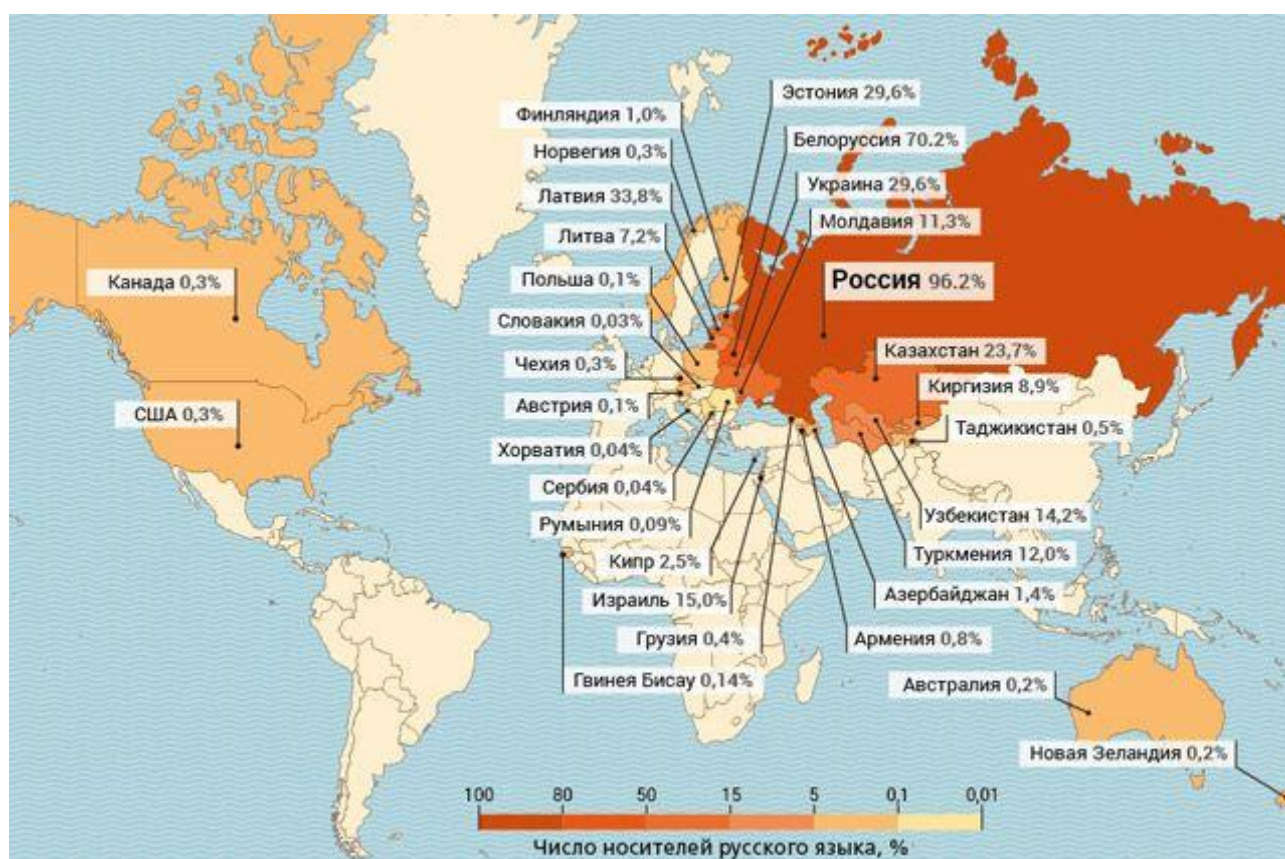 Эстония 29,6%
Финляндия 1,0%
Белоруссия 70.2%
Норвегия 0,3%
Украина 29,6%
Латвия 33,8%
Молдавия 11,3%
Литва 7,2%
Канада 0,3%
Польша 0,1%
Россия 96.2%
Словакия 0,03%
Казахстан 23,7%
Чехия 0,3%
Киргизия 8,9%
США 0,3%
Австрия 0,1%
Таджикистан 0,5%
Хорватия 0,04%
Сербия 0,04%
Узбекистан 14,2%
Румыния 0,09%
Туркмения 12,0%
Кипр 2,5%
Азербайджан 1,4%
Израиль 15,0%
Грузия 0,4%
Армения 0,8%
Гвинея Бисау 0,14%
Австралия 0,2%
Новая Зеландия 0,2%
100 80 50 15 5 0,1 0,01
Число носителей русского языка, %